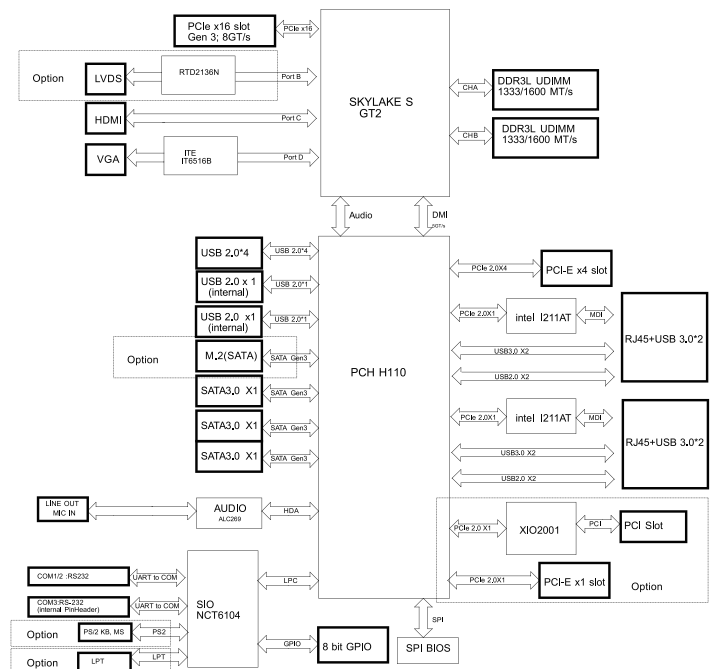 PCIe x16 slot
Gen 3; 8GT/s
PCIe x16
Option
LVDS
RTD2136N
Port B
HDMI
Port C
VGA
ITE
IT6516B
Port D
SKYLAKE S
GT2
CHA
DDR3L UDIMM
1333/1600 MT/s
CHB
DDR3L UDIMM
1333/1600 MT/s
Audio
DMI
5GT/s
USB 2.0*4
USB 2.0*4
USB 2.0 x 1
(internal)
USB 2.0*1
USB 2.0 x1
(internal)
USB 2.0*1
Option
M.2(SATA)
SATA Gen3
SATA3.0 X1
SATA Gen3
SATA3.0 X1
SATA Gen3
SATA3.0 X1
SATA Gen3
PCH H110
PCIe 2.0X4
PCI-E x4 slot
PCIe 2.0X1
intel I211AT
MDI
RJ45+USB 3.0*2
USB3.0 X2
USB2.0 X2
PCIe 2.0X1
intel I211AT
MDI
RJ45+USB 3.0*2
USB3.0 X2
USB2.0 X2
LINE OUT
MIC IN
AUDIO
ALC269
HDA
PCIe 2.0 X1
XIO2001
PCI
PCI Slot
PCIe 2.0X1
PCI-E x1 slot
Option
COM1/2 :RS232
UART to COM
COM3:RS-232
(internal PinHeader)
UART to COM
Option
PS/2 KB, MS
PS2
Option
LPT
LPT
SIO
NCT6104
LPC
GPIO
8 bit GPIO
SPI
SPI BIOS